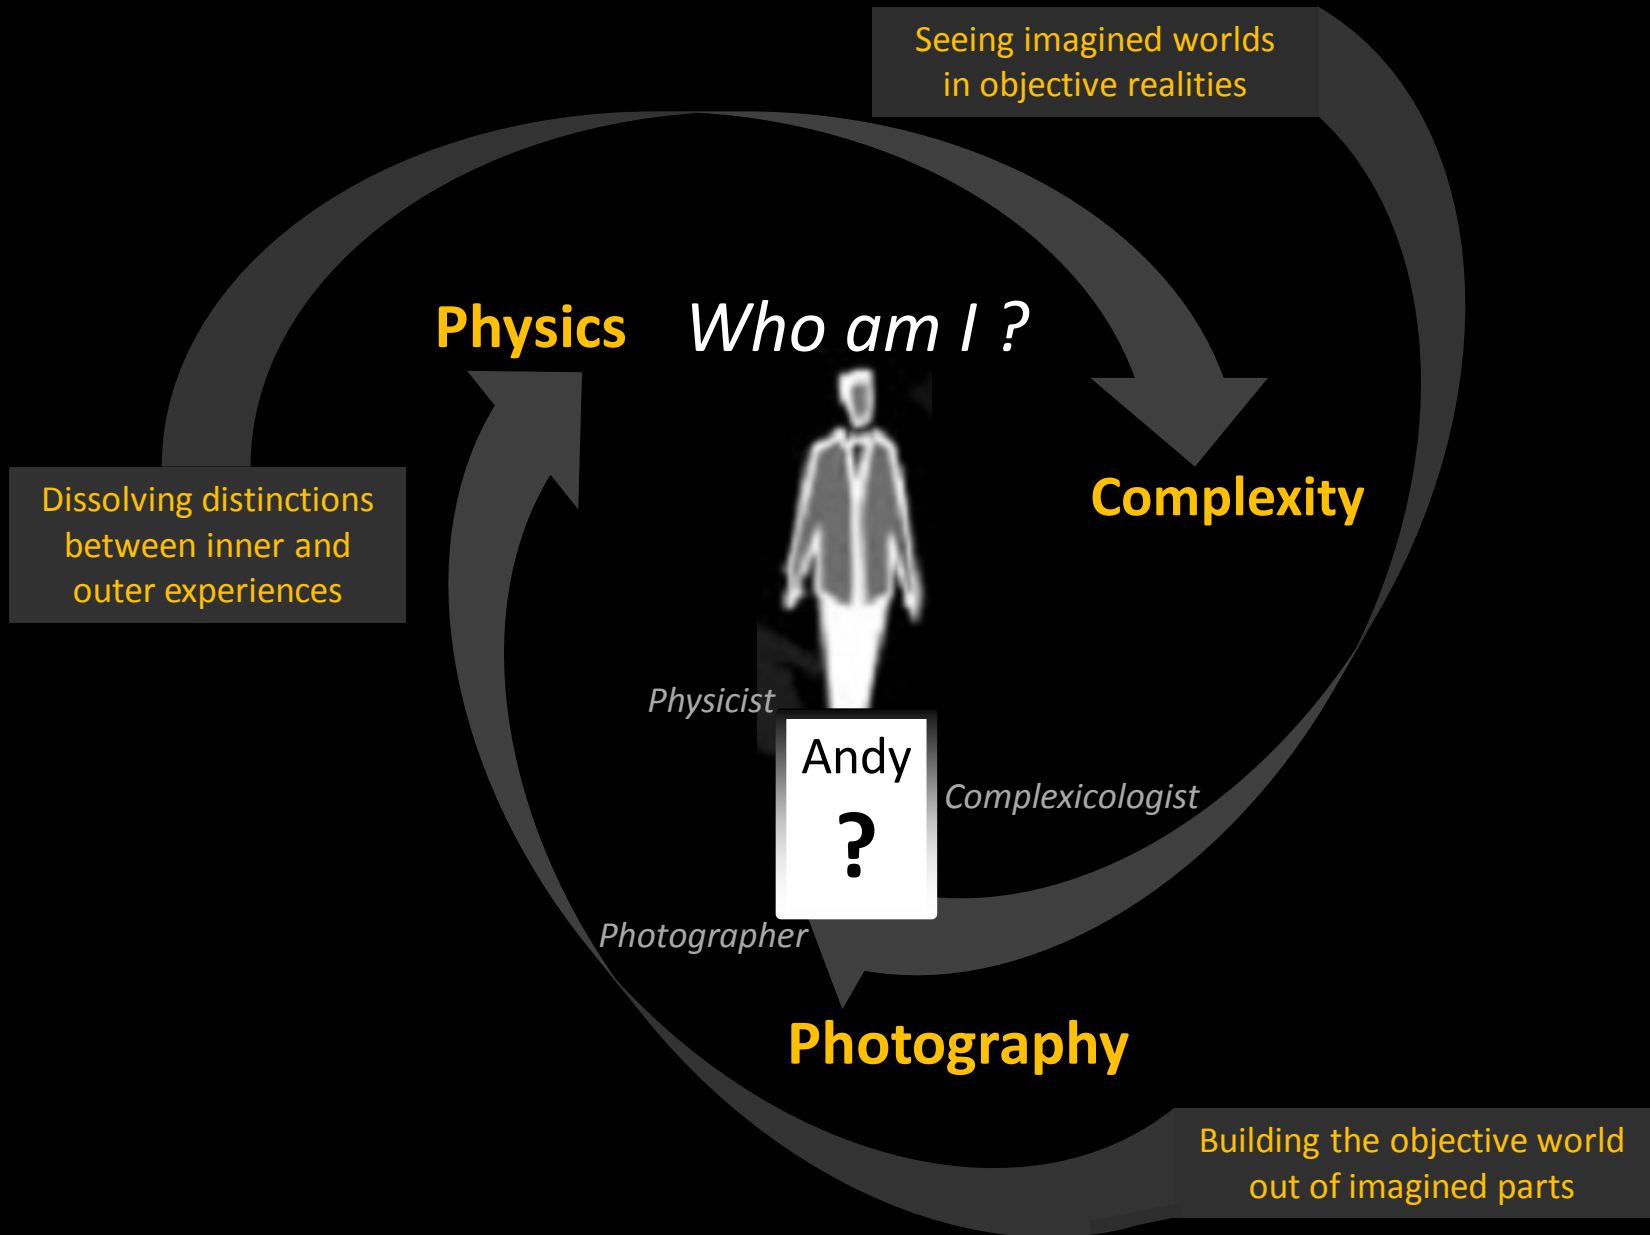 Seeing imagined worlds
in objective realities
Physics
Who am I ?
Dissolving distinctions
between inner and
outer experiences
Complexity
Physicist
Andy
?
Complexicologist
Photographer
Photography
Building the objective world
out of imagined parts